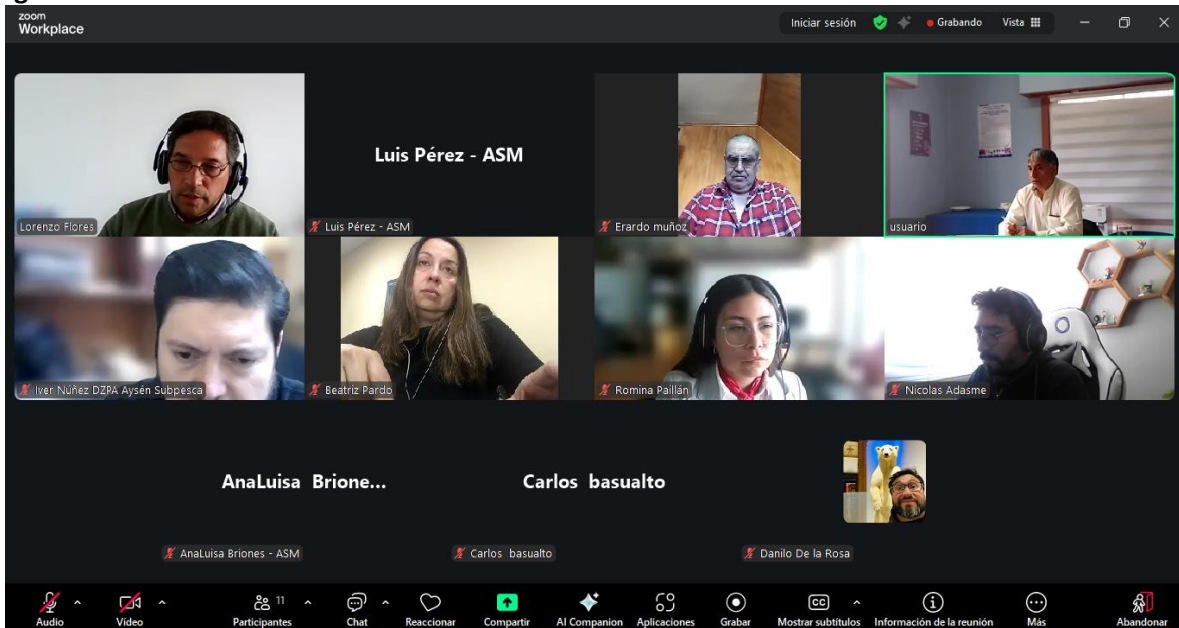 zoom
Workplace
Iniciar sesión
Grabando
Vista
Lorenzo Flores
Luis Pérez - ASM
Luis Pérez - ASM
Erardo muñoz
usuario
Iver Núñez DZPA Aysén Subpesca
Beatriz Pardo
Romina Paillán
Nicolas Adasme
AnaLuisa Brione...
Carlos basualto
AnaLuisa Briones - ASM
Carlos basualto
Danilo De la Rosa
Audio
Video
11
Participantes
Chat
Reaccionar
Compartir
AI Companion
Aplicaciones
Grabar
CC
Mostrar subtítulos
Información de la reunión
Más
Abandonar